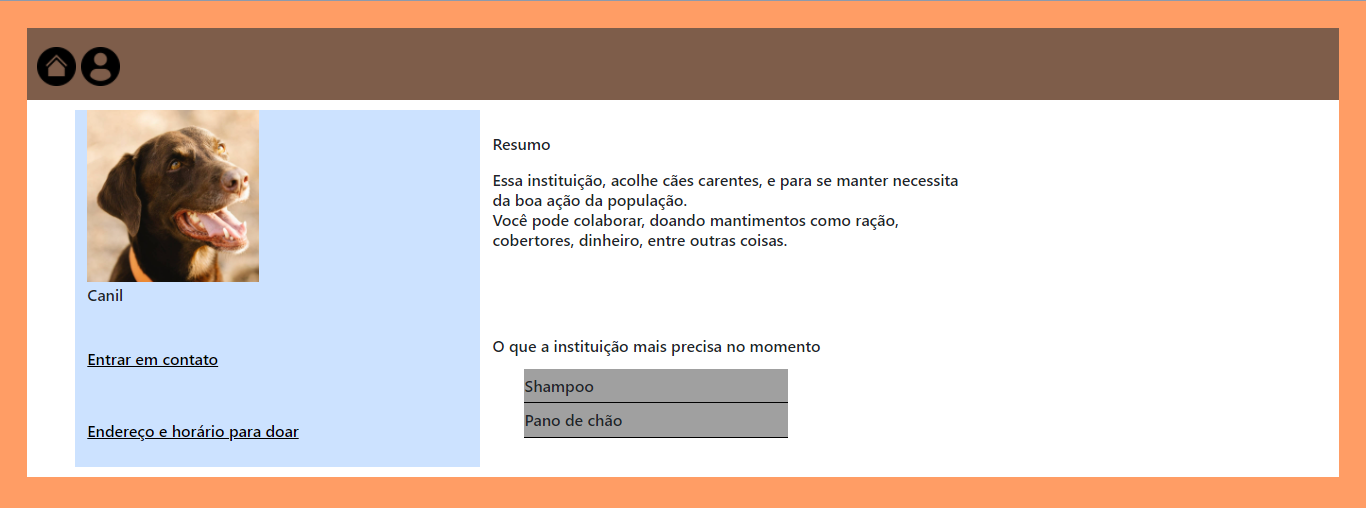 Canil
Entrar em contato
Endereço e horário para doar
Resumo
Essa instituição, acolhe cães carentes, e para se manter necessita
da boa ação da população.
Você pode colaborar, doando mantimentos como ração,
cobertores, dinheiro, entre outras coisas.
O que a instituição mais precisa no momento
Shampoo
Pano de chão